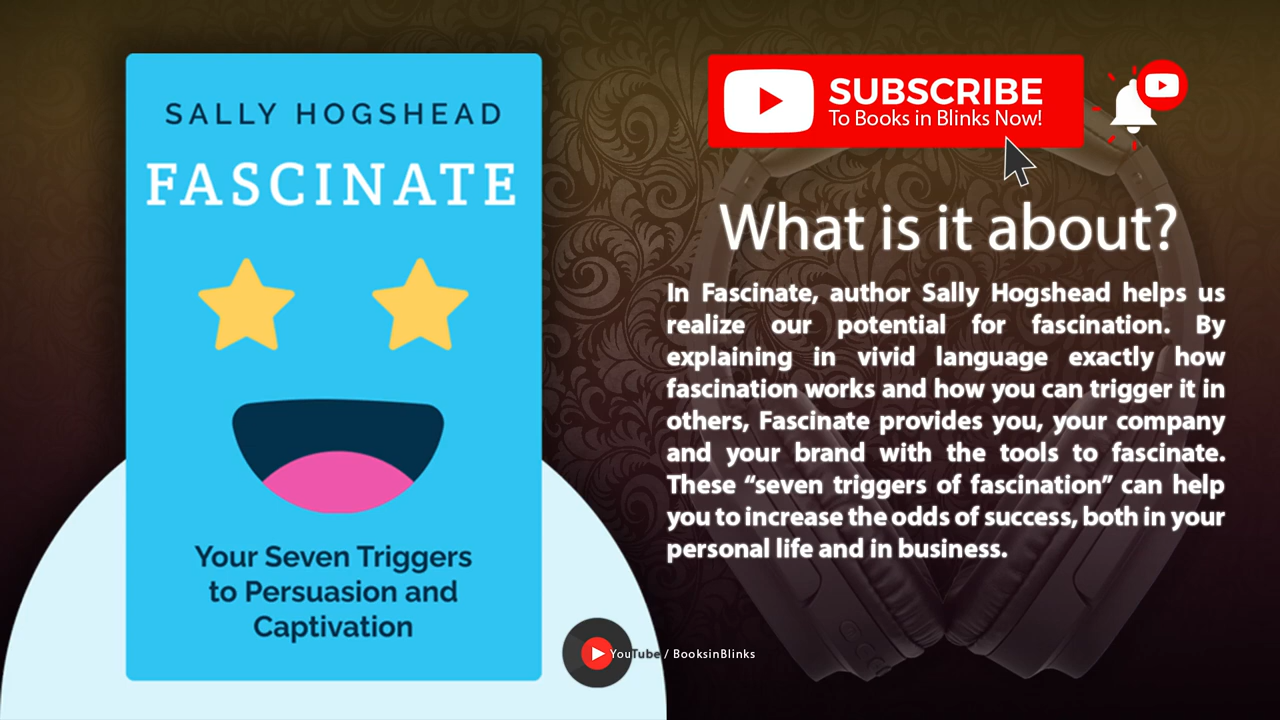 SALLY HOGSHEAD
FASCINATE
Your Seven Triggers
to Persuasion and
Captivation
SUBSCRIBE
To Books in Blinks Now!
What is it about?
In Fascinate, author Sally Hogshead helps us
realize our potential for fascination. By
explaining in vivid language exactly how
fascination works and how you can trigger it in
others, Fascinate provides you, your company
and your brand with the tools to fascinate.
These “seven triggers of fascination” can help
you to increase the odds of success, both in your
personal life and in business.
YouTube / BooksinBlinks